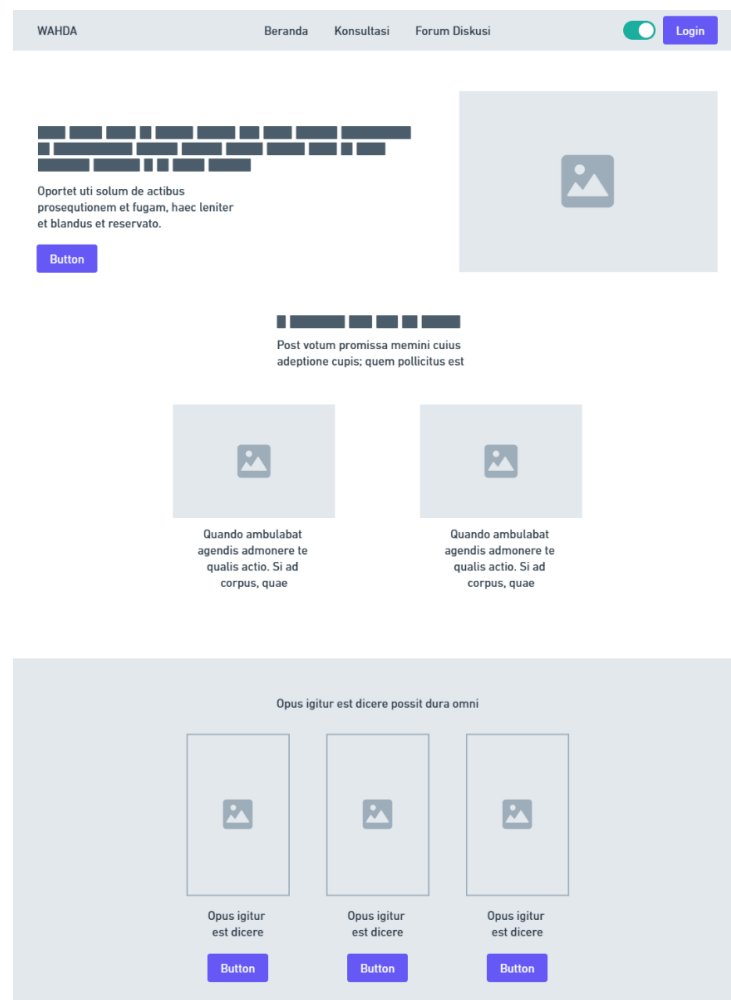 WAHDA
Beranda
Konsultasi
Forum Diskusi
Login
Oportet uti solum de actibus
prosequtionem et fugam, haec leniter
et blandus et reservato.
Button
Post votum promissa memini cuius
adeptione cupis; quem pollicitus est
Quando ambulabat
agendis admonere te
qualis actio. Si ad
corpus, quae
Quando ambulabat
agendis admonere te
qualis actio. Si ad
corpus, quae
Opus igitur est dicere possit dura omni
Opus igitur
est dicere
Button
Opus igitur
est dicere
Button
Opus igitur
est dicere
Button